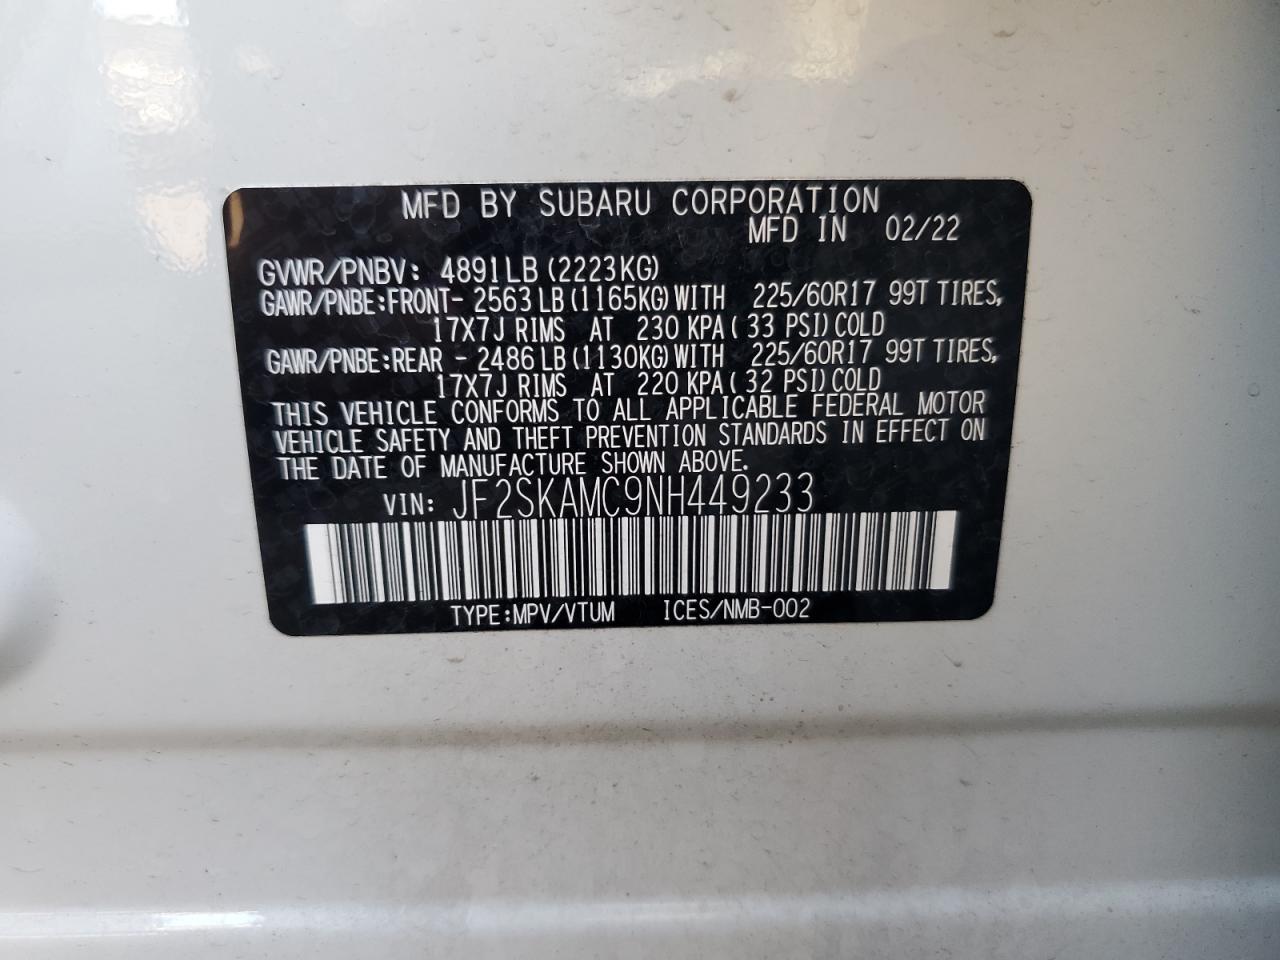 MFD BY SUBARU CORPORATION
MFD IN 02/22
GVWR/PNBV: 4891LB (2223KG)
GAWR/PNBE:FRONT- 2563LB (1165KG) WITH 225/60R17 99T TIRES,
17X7J RIMS AT 230 KPA ( 33 PSI) COLD
GAWR/PNBE:REAR - 2486LB (1130KG) WITH 225/60R17 99T TIRES,
17X7J RIMS AT 220 KPA ( 32 PSI) COLD
THIS VEHICLE CONFORMS TO ALL APPLICABLE FEDERAL MOTOR
VEHICLE SAFETY AND THEFT PREVENTION STANDARDS IN EFFECT ON
THE DATE OF MANUFACTURE SHOWN ABOVE.
VIN: JF2SKAMC9NH449233
TYPE:MPV/VTUM ICES/NMB-002